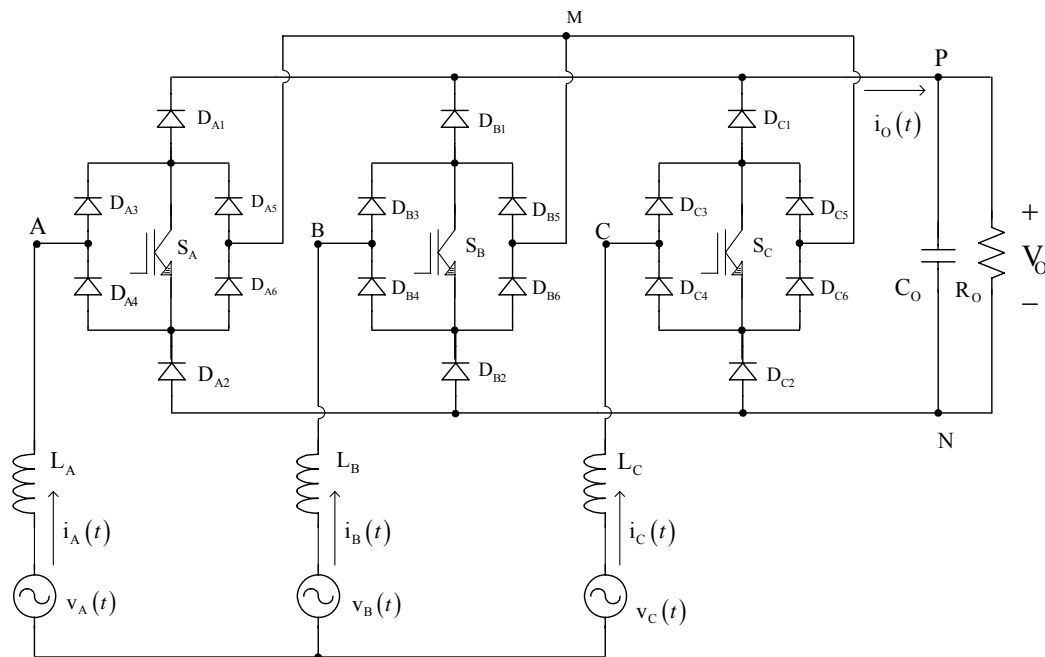 M
P
D_A1 D_B1 D_C1
i_O(t)
D_A3 D_A5 D_B3 D_B5 D_C3 D_C5
A B C
S_A S_B S_C
+
V_O
−
D_A4 D_A6 D_B4 D_B6 D_C4 D_C6
C_O R_O
D_A2 D_B2 D_C2
N
L_A L_B L_C
i_A(t) i_B(t) i_C(t)
v_A(t) v_B(t) v_C(t)